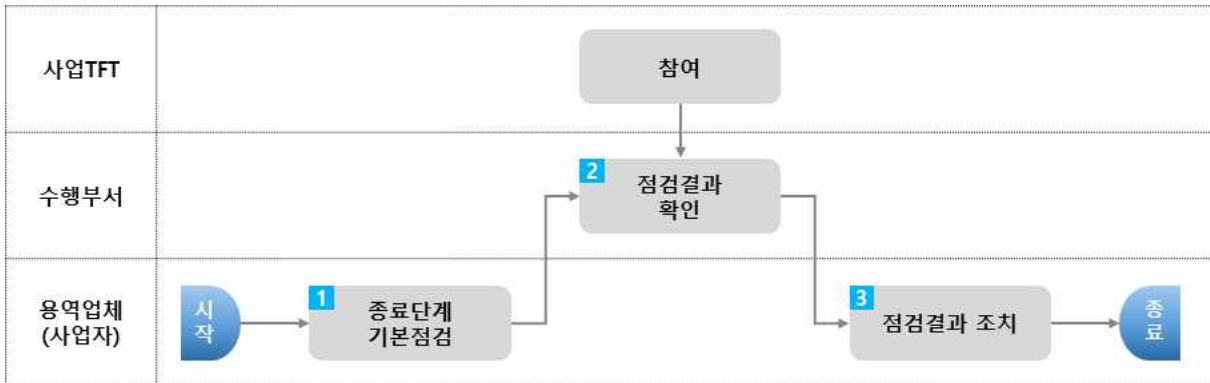 사업TFT
참여
수행부서
2
점검결과
확인
용역업체
(사업자)
시
작
1
종료단계
기본점검
3
점검결과 조치
종
료